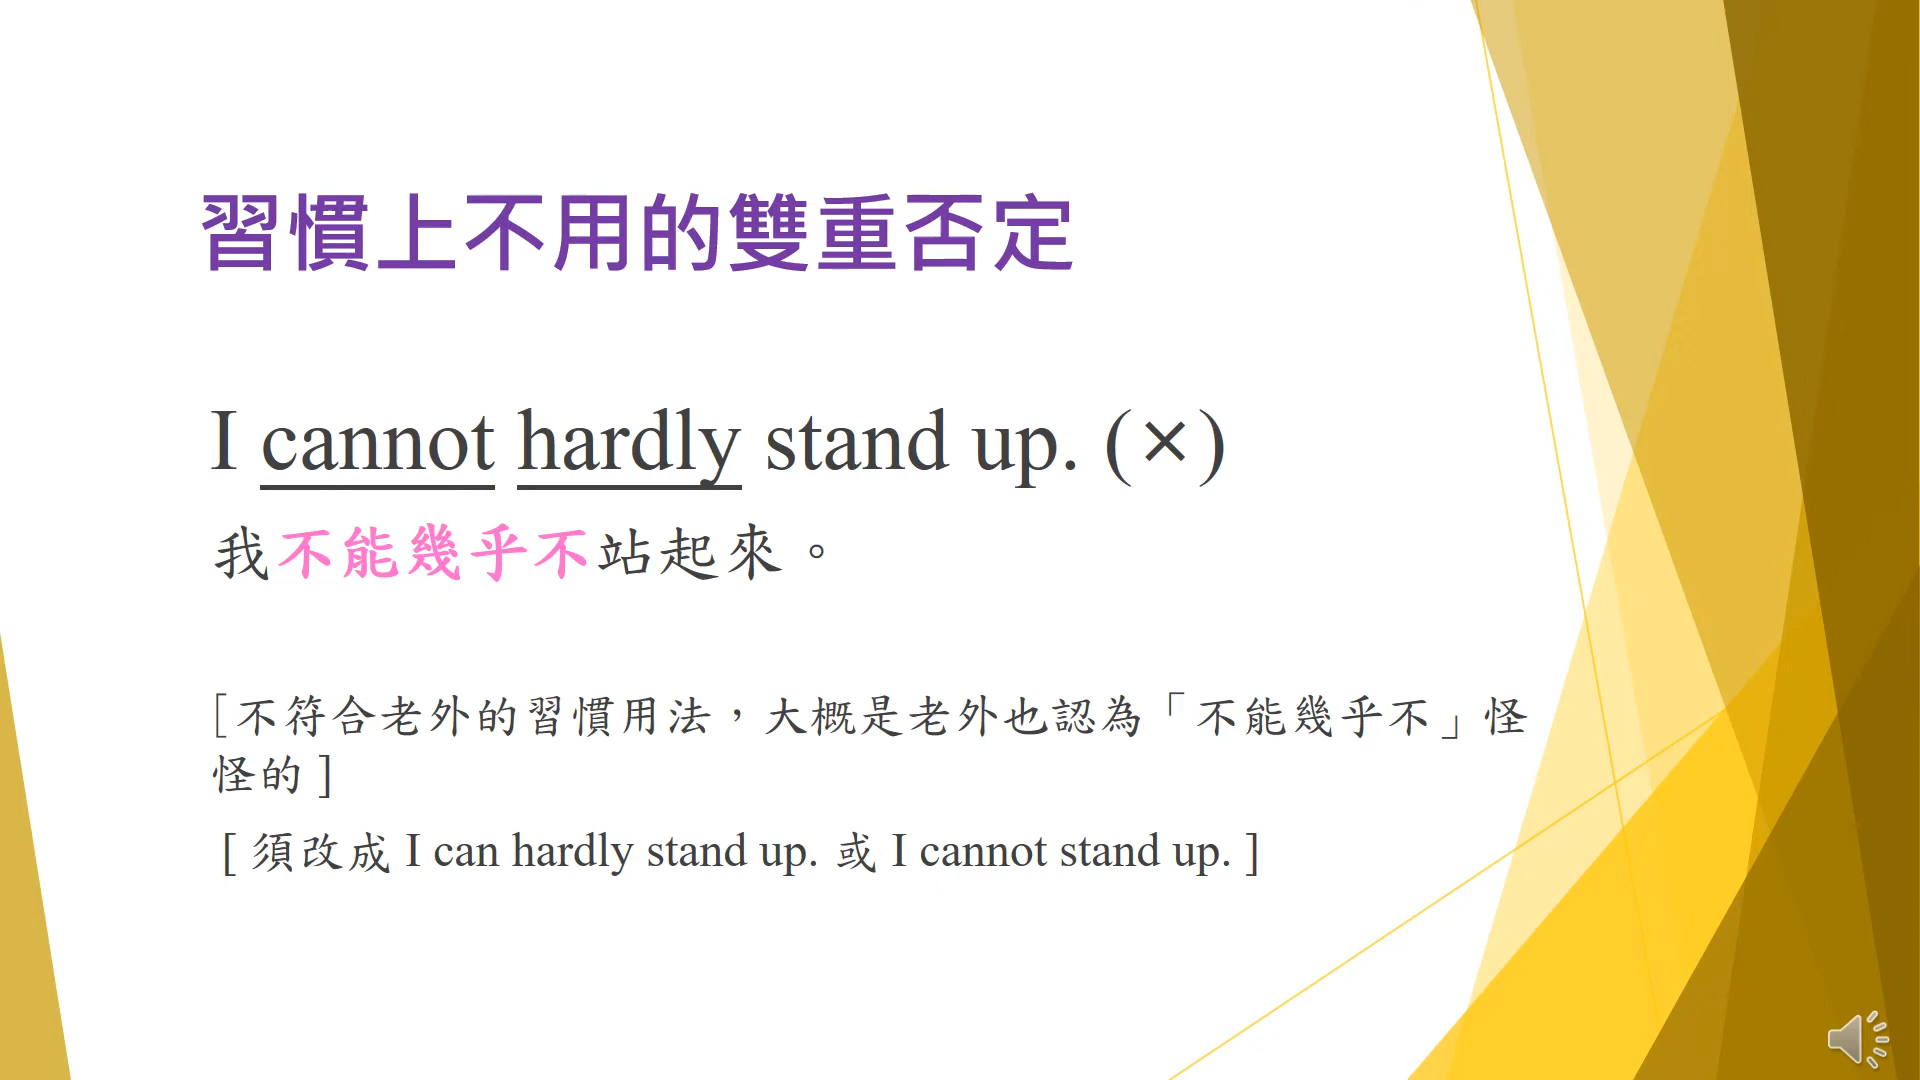 習慣上不用的雙重否定
I cannot hardly stand up. (×)
我不能幾乎不站起來。
[不符合老外的習慣用法，大概是老外也認為「不能幾乎不」怪
怪的 ]
[ 須改成 I can hardly stand up. 或 I cannot stand up. ]